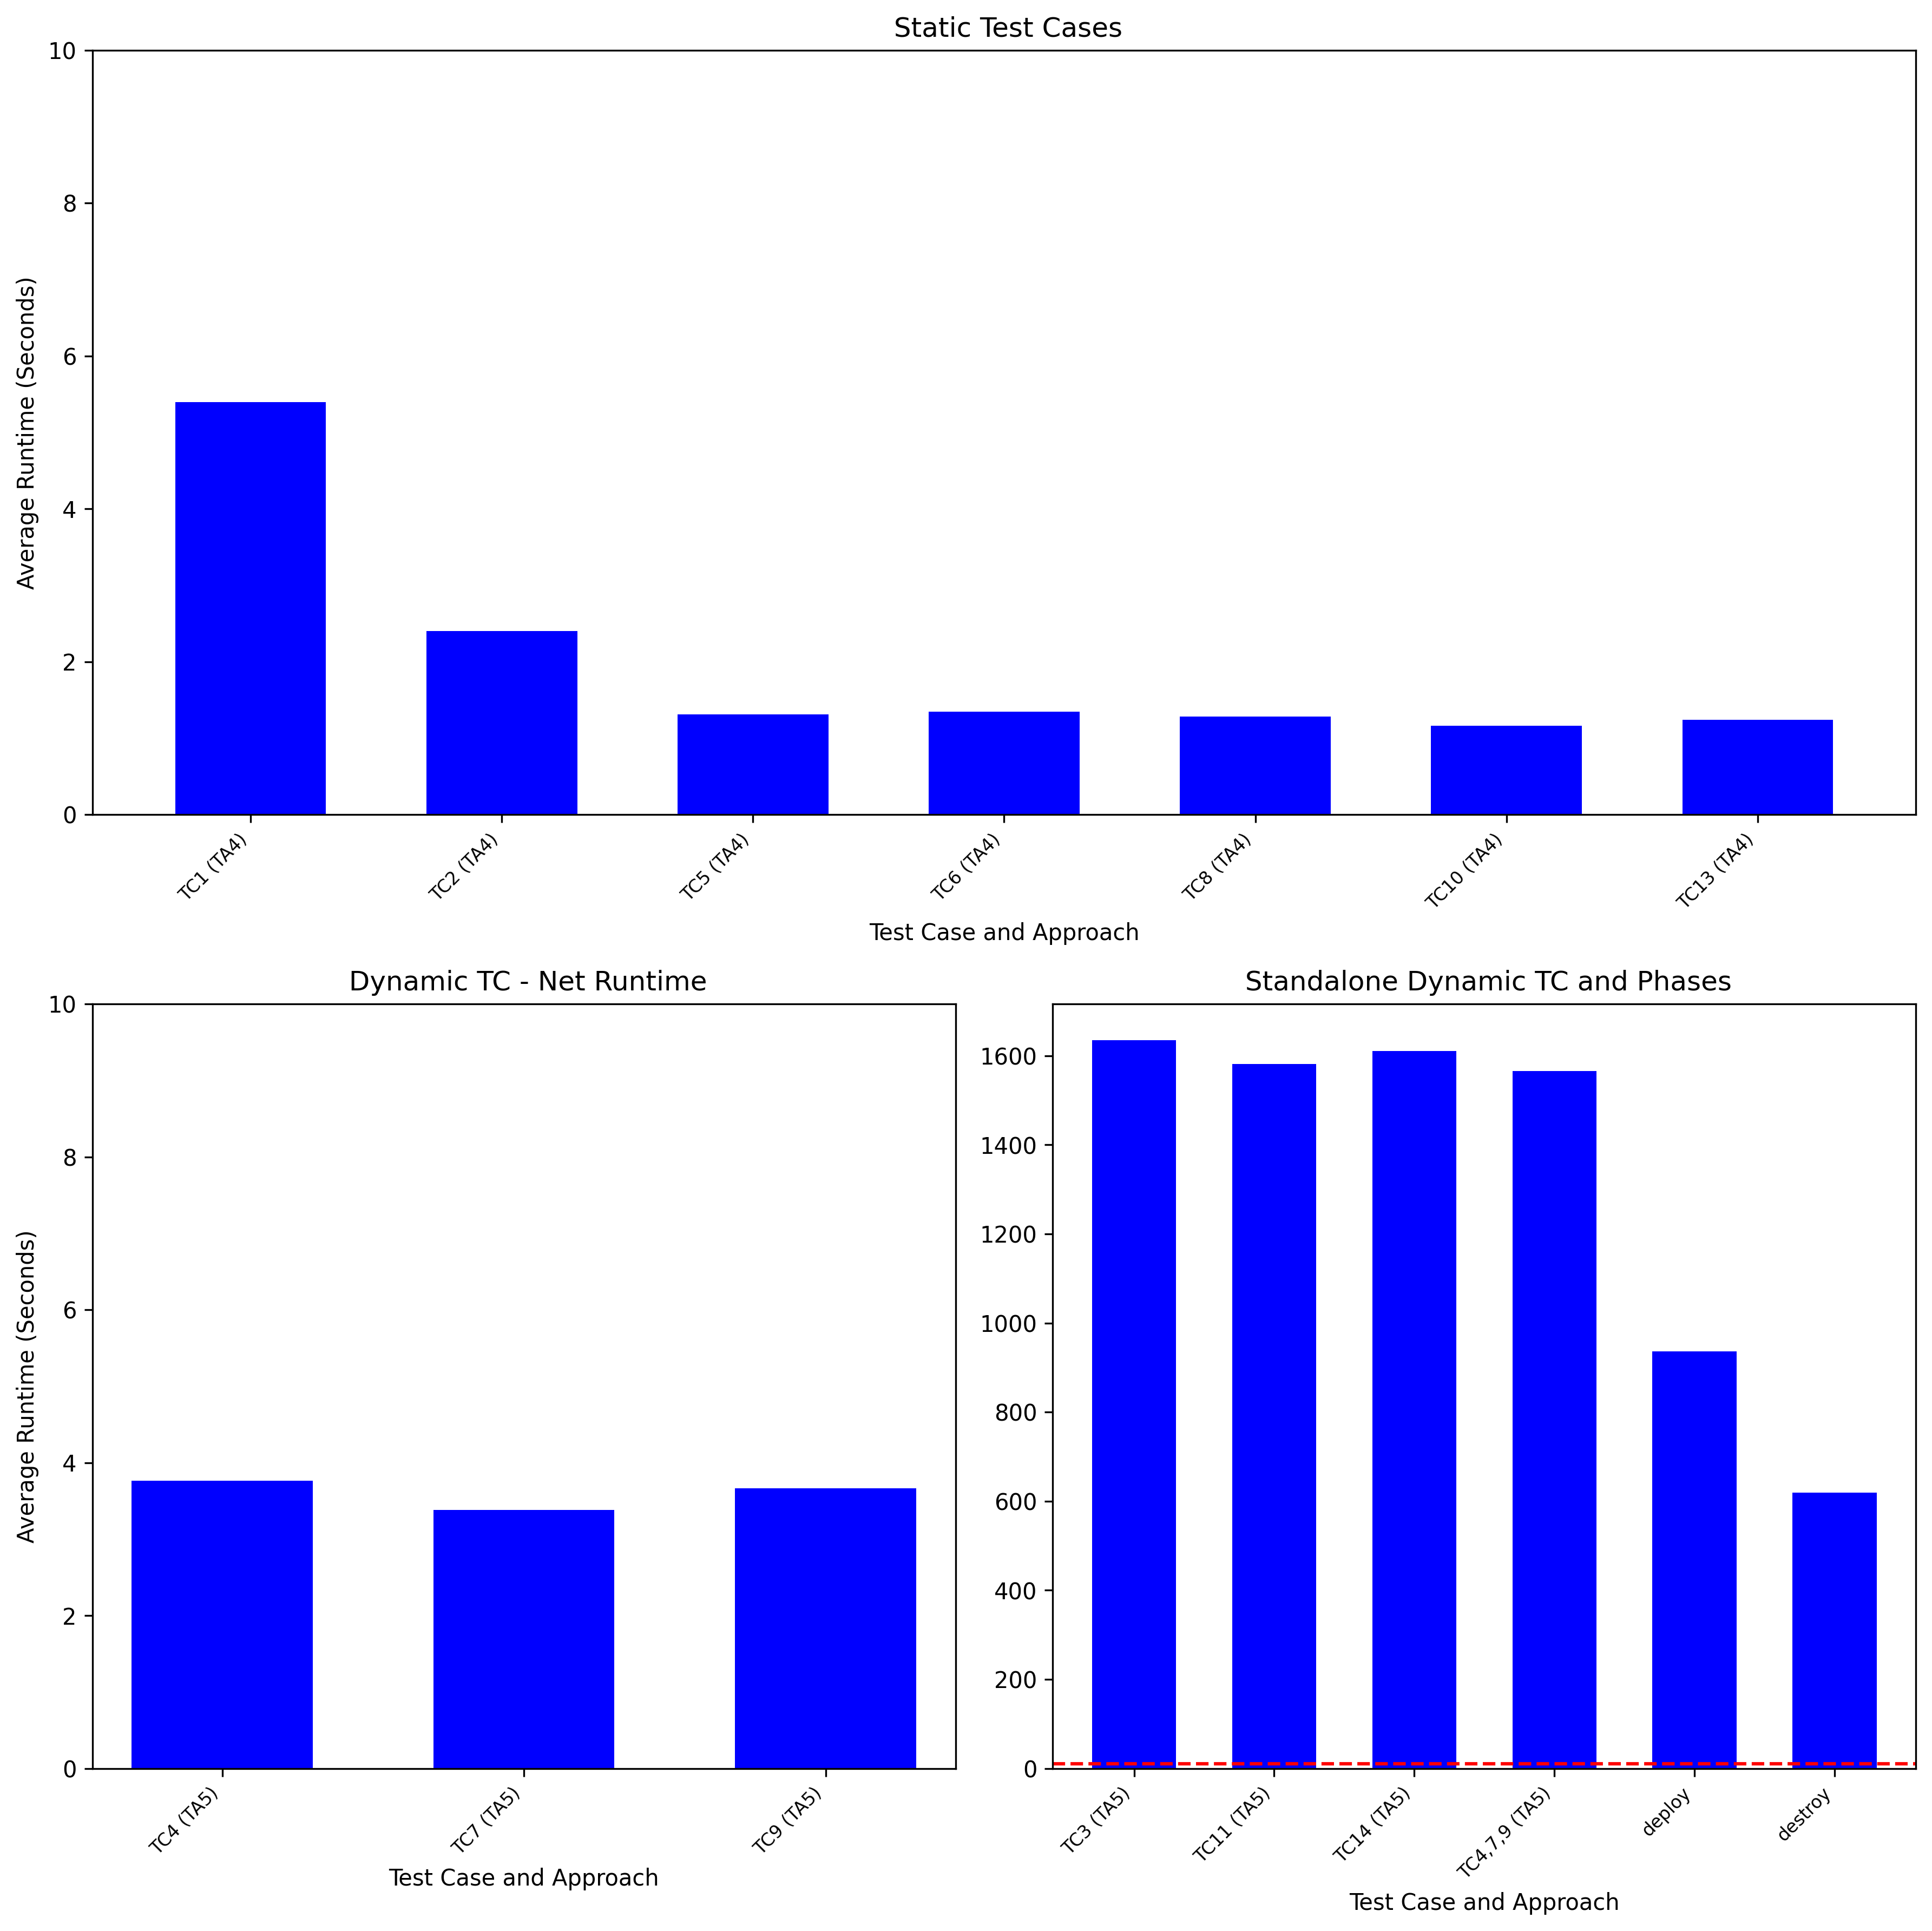 Static Test Cases
10
8
6
4
2
0
Average Runtime (Seconds)
TC1 (TA4)
TC2 (TA4)
TC5 (TA4)
TC6 (TA4)
TC8 (TA4)
TC10 (TA4)
TC13 (TA4)
Test Case and Approach
Dynamic TC - Net Runtime
10
8
6
4
2
0
Average Runtime (Seconds)
TC4 (TA5)
TC7 (TA5)
TC9 (TA5)
Test Case and Approach
Standalone Dynamic TC and Phases
1600
1400
1200
1000
800
600
400
200
0
TC3 (TA5)
TC11 (TA5)
TC14 (TA5)
TC4,7,9 (TA5)
deploy
destroy
Test Case and Approach